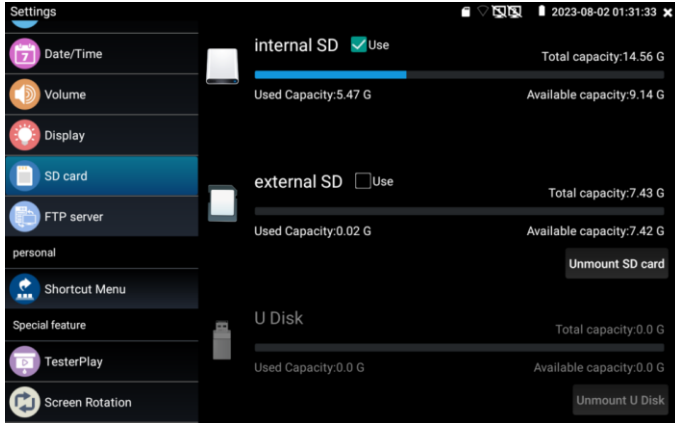 Settings
2023-08-02 01:31:33
Date/Time
Volume
Display
SD card
FTP server
personal
Shortcut Menu
Special feature
TesterPlay
Screen Rotation
internal SD Use
Total capacity:14.56 G
Used Capacity:5.47 G
Available capacity:9.14 G
external SD Use
Total capacity:7.43 G
Used Capacity:0.02 G
Available capacity:7.42 G
Unmount SD card
U Disk
Total capacity:0.0 G
Used Capacity:0.0 G
Available capacity:0.0 G
Unmount U Disk